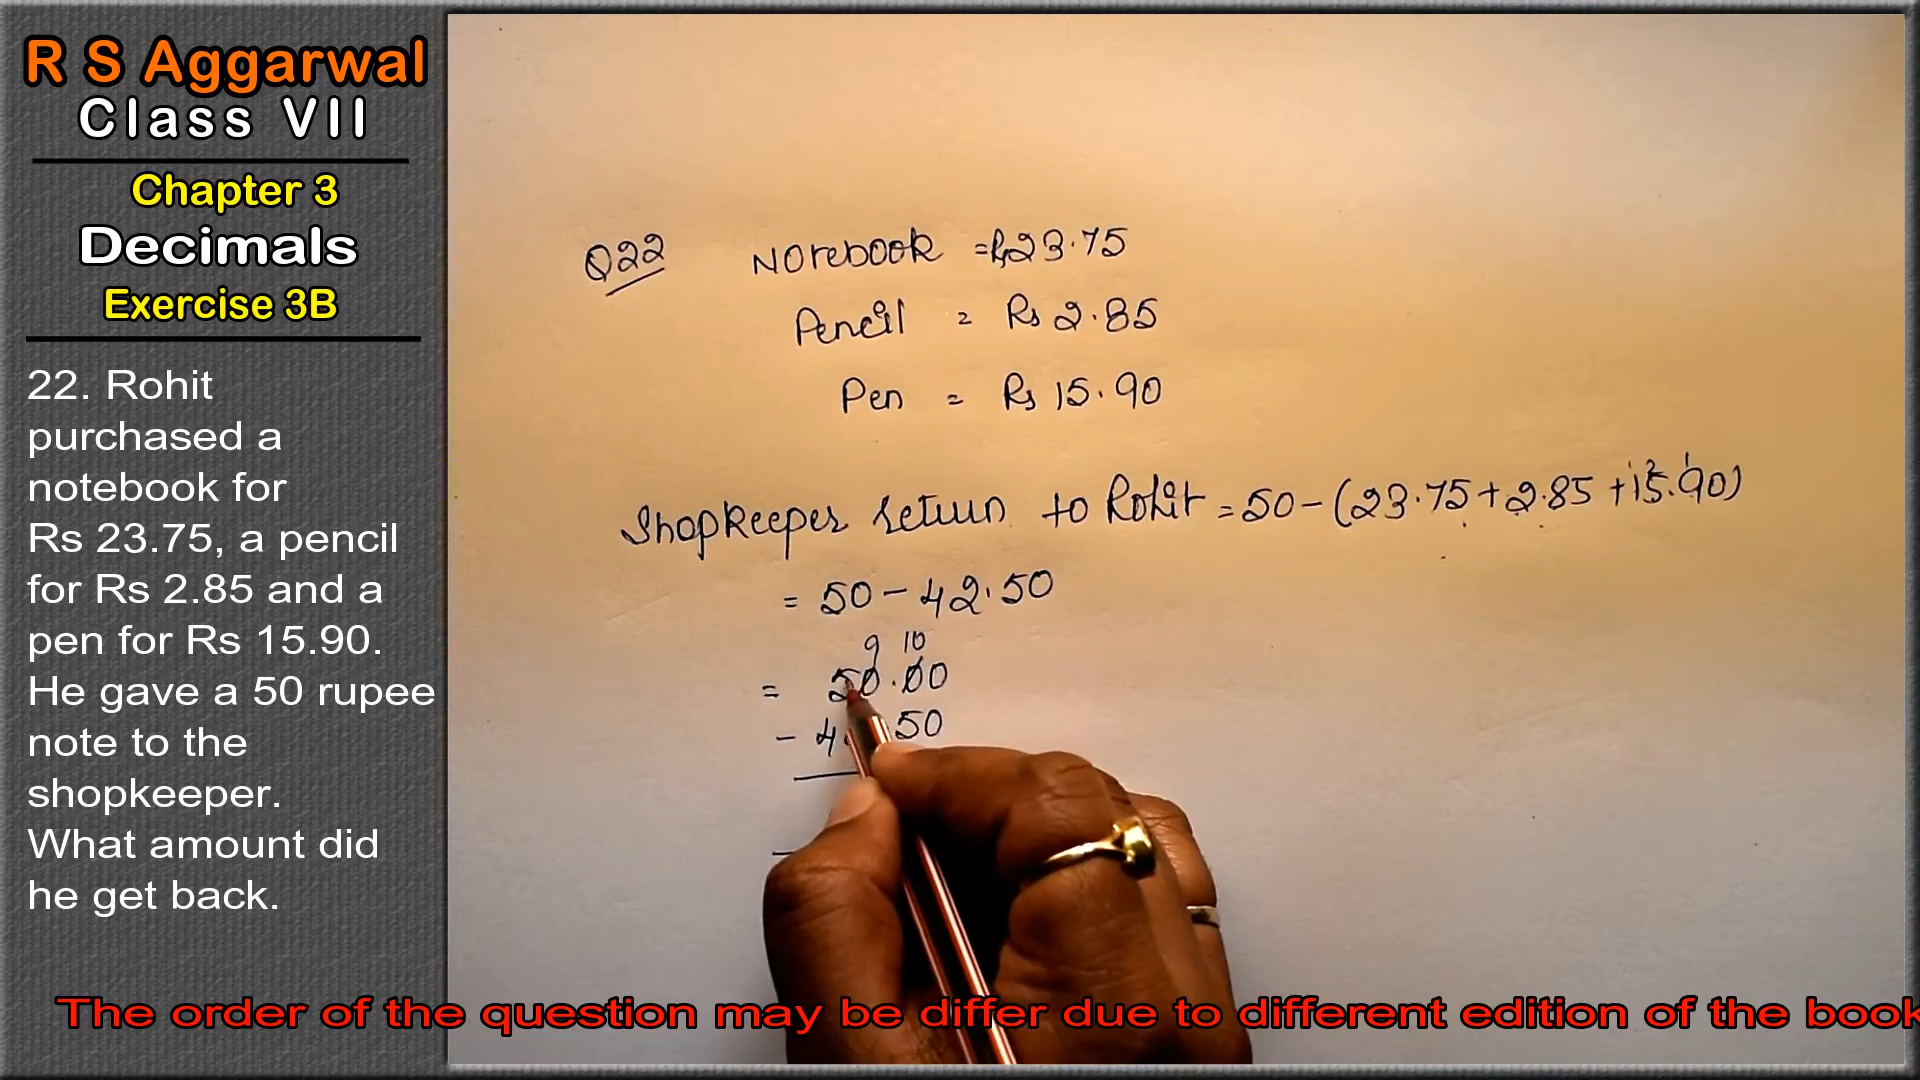 R S Aggarwal
Class VII
Chapter 3
Decimals
Exercise 3B
22. Rohit
purchased a
notebook for
Rs 23.75, a pencil
for Rs 2.85 and a
pen for Rs 15.90.
He gave a 50 rupee
note to the
shopkeeper.
What amount did
he get back.
Q22 Notebook = Rs 23.75
Pencil = Rs 2.85
Pen = Rs 15.90
Shopkeeper return to Rohit = 50 - (23.75 + 2.85 + 15.90)
= 50 - 42.50
9 10
= 50.00
- 4 50
The order of the question may be differ due to different edition of the book